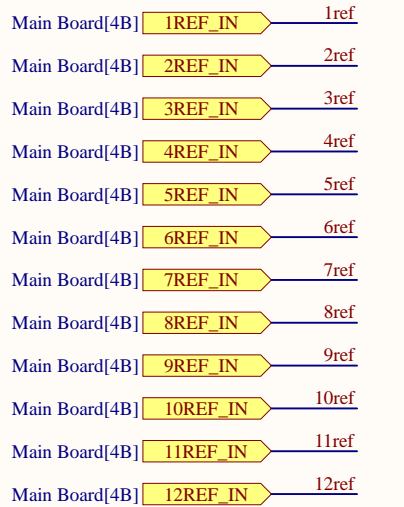 Main Board[4B] 1REF_IN 1ref
Main Board[4B] 2REF_IN 2ref
Main Board[4B] 3REF_IN 3ref
Main Board[4B] 4REF_IN 4ref
Main Board[4B] 5REF_IN 5ref
Main Board[4B] 6REF_IN 6ref
Main Board[4B] 7REF_IN 7ref
Main Board[4B] 8REF_IN 8ref
Main Board[4B] 9REF_IN 9ref
Main Board[4B] 10REF_IN 10ref
Main Board[4B] 11REF_IN 11ref
Main Board[4B] 12REF_IN 12ref